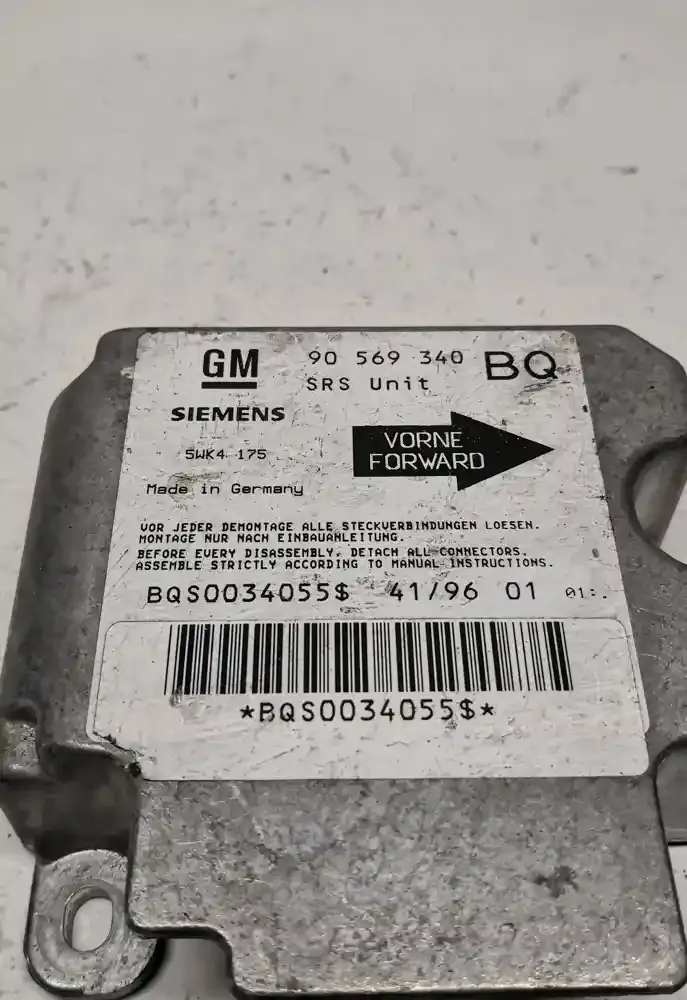 GM 90 569 340 BQ
SRS Unit
SIEMENS
5WK4 175
VORNE
FORWARD
Made in Germany
VOR JEDER DEMONTAGE ALLE STECKVERBINDUNGEN LOESEN.
MONTAGE NUR NACH EINBAUANLEITUNG.
BEFORE EVERY DISASSEMBLY, DETACH ALL CONNECTORS.
ASSEMBLE STRICTLY ACCORDING TO MANUAL INSTRUCTIONS.
BQS0034055$ 41/96 01
*BQS0034055$*